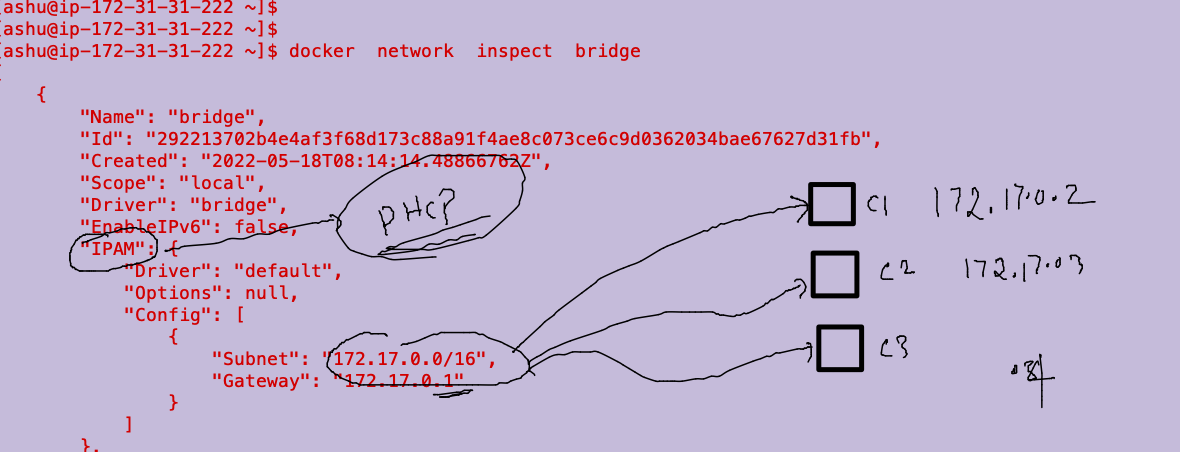 [ashu@ip-172-31-31-222 ~]$
[ashu@ip-172-31-31-222 ~]$
[ashu@ip-172-31-31-222 ~]$ docker  network  inspect  bridge
[
    {
        "Name": "bridge",
        "Id": "292213702b4e4af3f68d173c88a91f4ae8c073ce6c9d0362034bae67627d31fb",
        "Created": "2022-05-18T08:14:14.48866762Z",
        "Scope": "local",
        "Driver": "bridge",
        "EnableIPv6": false,
        "IPAM": {
            "Driver": "default",
            "Options": null,
            "Config": [
                {
                    "Subnet": "172.17.0.0/16",
                    "Gateway": "172.17.0.1"
                }
            ]
        },
DHCP
C1 172.17.0.2
C2 172.17.03
C3